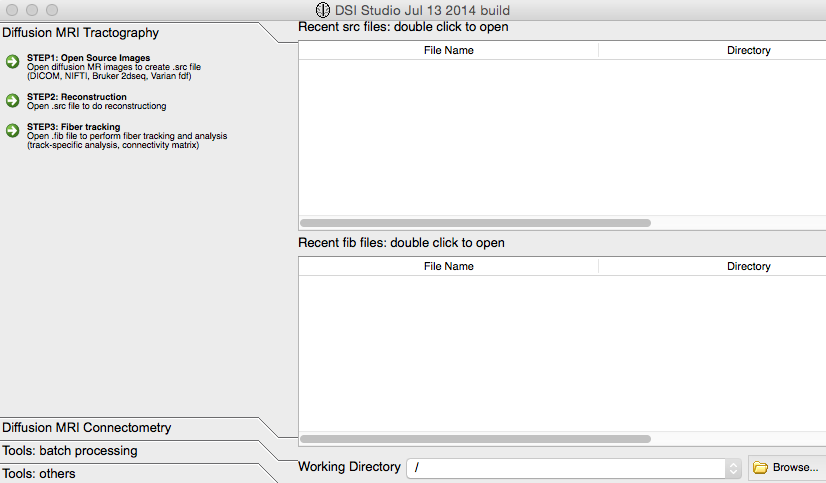 DSI Studio Jul 13 2014 build
Diffusion MRI Tractography
STEP1: Open Source Images
Open diffusion MR images to create .src file
(DICOM, NIFTI, Bruker 2dseq, Varian fdf)
STEP2: Reconstruction
Open .src file to do reconstructiong
STEP3: Fiber tracking
Open .fib file to perform fiber tracking and analysis
(track-specific analysis, connectivity matrix)
Diffusion MRI Connectometry
Tools: batch processing
Tools: others
Recent src files: double click to open
File Name Directory
Recent fib files: double click to open
File Name Directory
Working Directory / Browse...